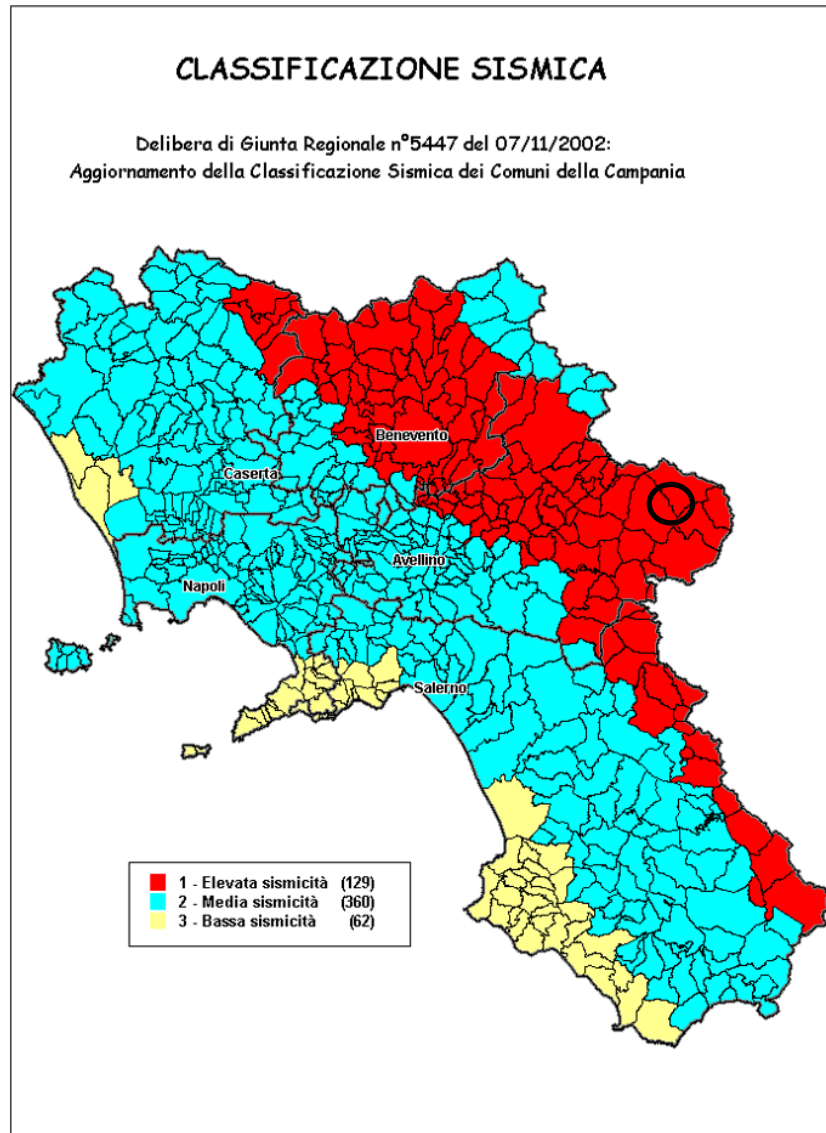 CLASSIFICAZIONE SISMICA
Delibera di Giunta Regionale n°5447 del 07/11/2002:
Aggiornamento della Classificazione Sismica dei Comuni della Campania
Benevento
Caserta
Avellino
Napoli
Salerno
1 - Elevata sismicità (129)
2 - Media sismicità (360)
3 - Bassa sismicità (62)